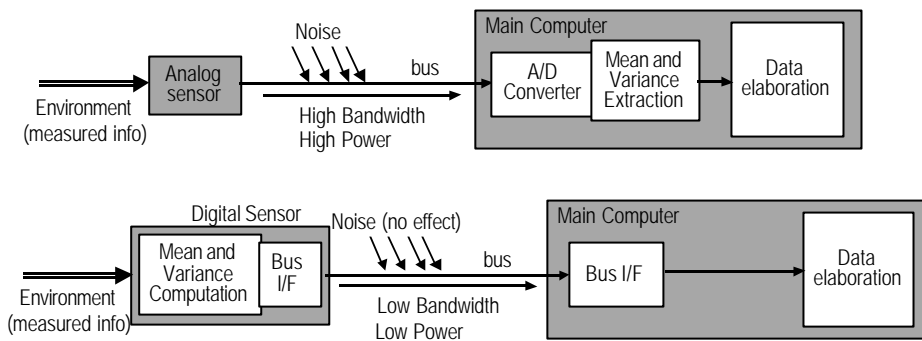 Main Computer
Noise
bus
Analog
sensor
A/D
Converter
Mean and
Variance
Extraction
Data
elaboration
Environment
(measured info)
High Bandwidth
High Power
Digital Sensor
Noise (no effect)
Main Computer
Mean and
Variance
Computation
Bus
I/F
bus
Bus I/F
Data
elaboration
Environment
(measured info)
Low Bandwidth
Low Power